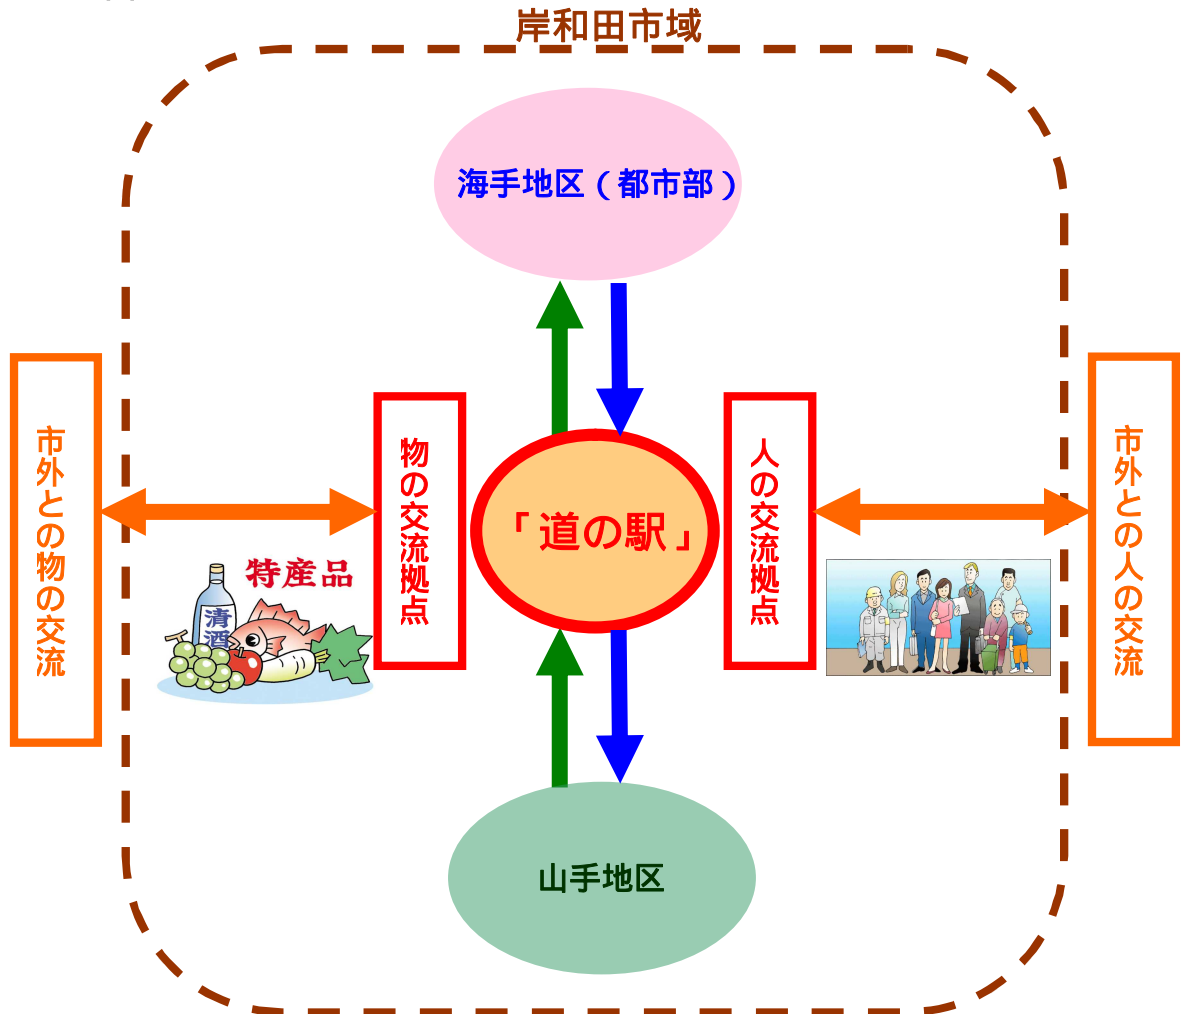 岸和田市域
海手地区（都市部）
市外との物の交流
物の交流拠点
「道の駅」
人の交流拠点
市外との人の交流
特産品
清酒
山手地区